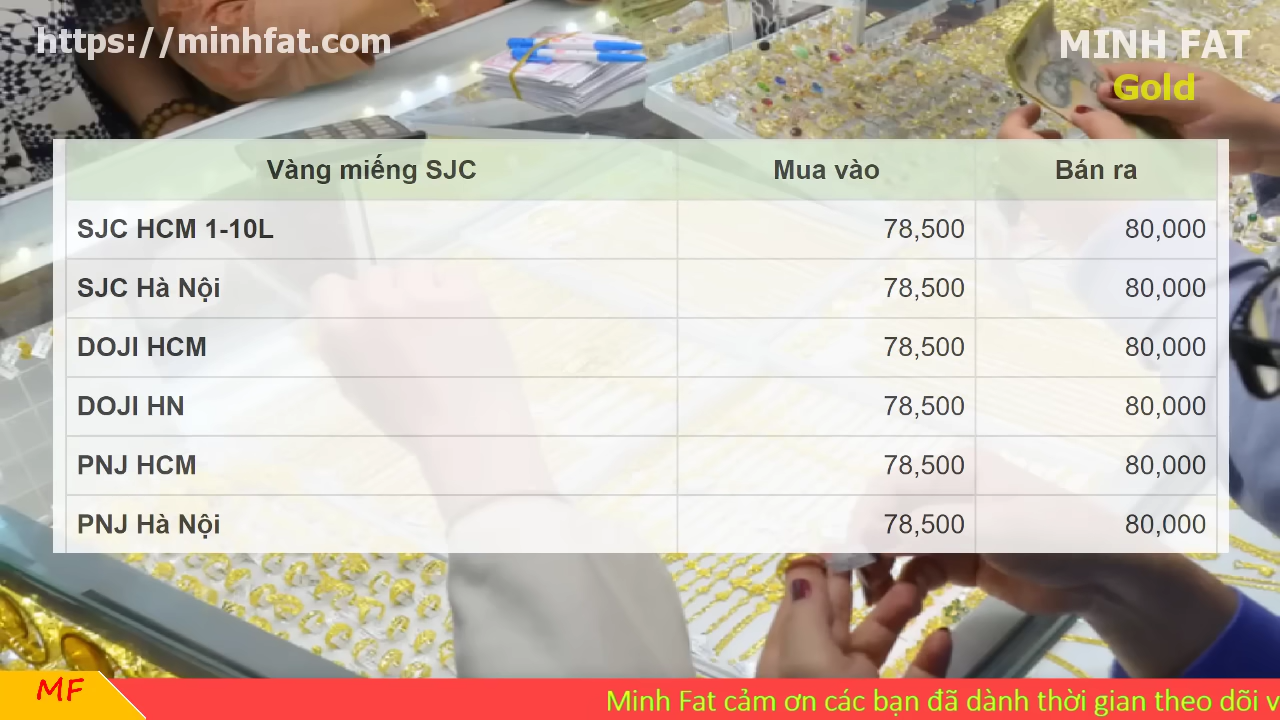 https://minhfat.com
MINH FAT
Gold
Vàng miếng SJC Mua vào Bán ra
SJC HCM 1-10L 78,500 80,000
SJC Hà Nội 78,500 80,000
DOJI HCM 78,500 80,000
DOJI HN 78,500 80,000
PNJ HCM 78,500 80,000
PNJ Hà Nội 78,500 80,000
MF
Minh Fat cảm ơn các bạn đã dành thời gian theo dõi v